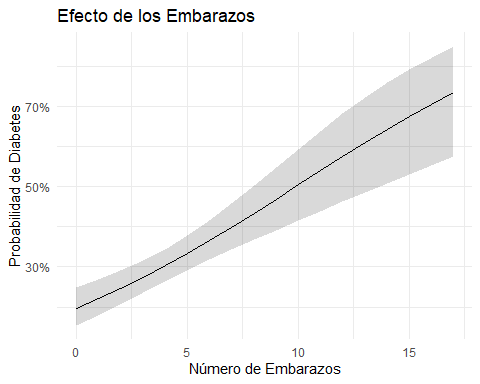 Efecto de los Embarazos
Probabilidad de Diabetes
70%
50%
30%
0
5
10
15
Número de Embarazos